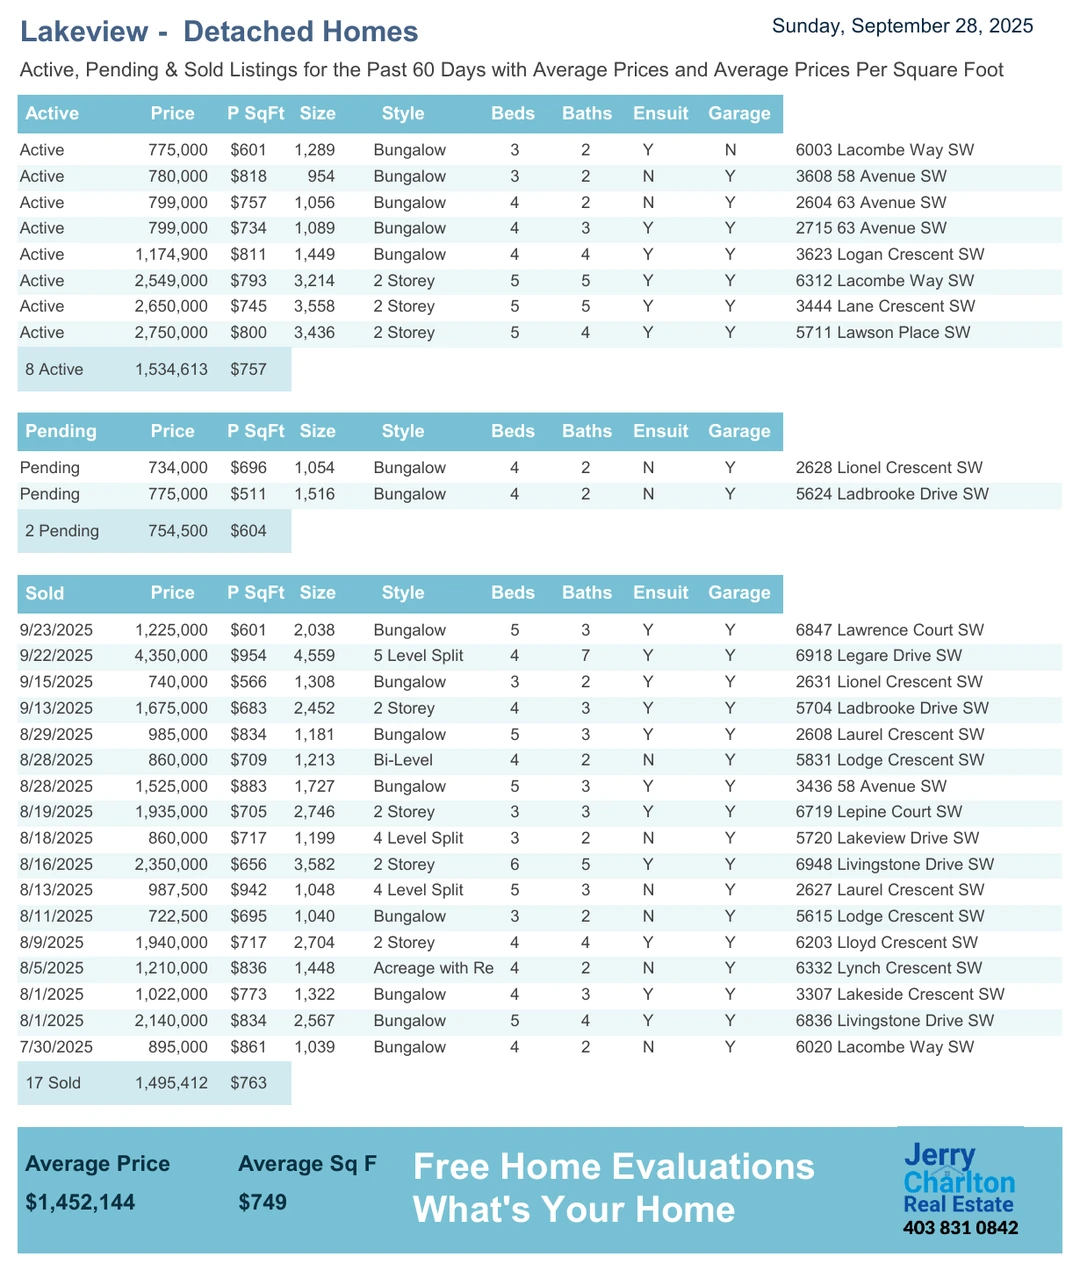 Lakeview - Detached Homes
Sunday, September 28, 2025
Active, Pending & Sold Listings for the Past 60 Days with Average Prices and Average Prices Per Square Foot
Active Price P SqFt Size Style Beds Baths Ensuit Garage
Active 775,000 $601 1,289 Bungalow 3 2 Y N 6003 Lacombe Way SW
Active 780,000 $818 954 Bungalow 3 2 N Y 3608 58 Avenue SW
Active 799,000 $757 1,056 Bungalow 4 2 N Y 2604 63 Avenue SW
Active 799,000 $734 1,089 Bungalow 4 3 Y Y 2715 63 Avenue SW
Active 1,174,900 $811 1,449 Bungalow 4 4 Y Y 3623 Logan Crescent SW
Active 2,549,000 $793 3,214 2 Storey 5 5 Y Y 6312 Lacombe Way SW
Active 2,650,000 $745 3,558 2 Storey 5 5 Y Y 3444 Lane Crescent SW
Active 2,750,000 $800 3,436 2 Storey 5 4 Y Y 5711 Lawson Place SW
8 Active 1,534,613 $757
Pending Price P SqFt Size Style Beds Baths Ensuit Garage
Pending 734,000 $696 1,054 Bungalow 4 2 N Y 2628 Lionel Crescent SW
Pending 775,000 $511 1,516 Bungalow 4 2 N Y 5624 Ladbrooke Drive SW
2 Pending 754,500 $604
Sold Price P SqFt Size Style Beds Baths Ensuit Garage
9/23/2025 1,225,000 $601 2,038 Bungalow 5 3 Y Y 6847 Lawrence Court SW
9/22/2025 4,350,000 $954 4,559 5 Level Split 4 7 Y Y 6918 Legare Drive SW
9/15/2025 740,000 $566 1,308 Bungalow 3 2 Y Y 2631 Lionel Crescent SW
9/13/2025 1,675,000 $683 2,452 2 Storey 4 3 Y Y 5704 Ladbrooke Drive SW
8/29/2025 985,000 $834 1,181 Bungalow 5 3 Y Y 2608 Laurel Crescent SW
8/28/2025 860,000 $709 1,213 Bi-Level 4 2 N Y 5831 Lodge Crescent SW
8/28/2025 1,525,000 $883 1,727 Bungalow 5 3 Y Y 3436 58 Avenue SW
8/19/2025 1,935,000 $705 2,746 2 Storey 3 3 Y Y 6719 Lepine Court SW
8/18/2025 860,000 $717 1,199 4 Level Split 3 2 N Y 5720 Lakeview Drive SW
8/16/2025 2,350,000 $656 3,582 2 Storey 6 5 Y Y 6948 Livingstone Drive SW
8/13/2025 987,500 $942 1,048 4 Level Split 5 3 N Y 2627 Laurel Crescent SW
8/11/2025 722,500 $695 1,040 Bungalow 3 2 N Y 5615 Lodge Crescent SW
8/9/2025 1,940,000 $717 2,704 2 Storey 4 4 Y Y 6203 Lloyd Crescent SW
8/5/2025 1,210,000 $836 1,448 Acreage with Re 4 2 N Y 6332 Lynch Crescent SW
8/1/2025 1,022,000 $773 1,322 Bungalow 4 3 Y Y 3307 Lakeside Crescent SW
8/1/2025 2,140,000 $834 2,567 Bungalow 5 4 Y Y 6836 Livingstone Drive SW
7/30/2025 895,000 $861 1,039 Bungalow 4 2 N Y 6020 Lacombe Way SW
17 Sold 1,495,412 $763
Average Price Average Sq F
$1,452,144 $749
Free Home Evaluations
What's Your Home
Jerry
Charlton
Real Estate
403 831 0842